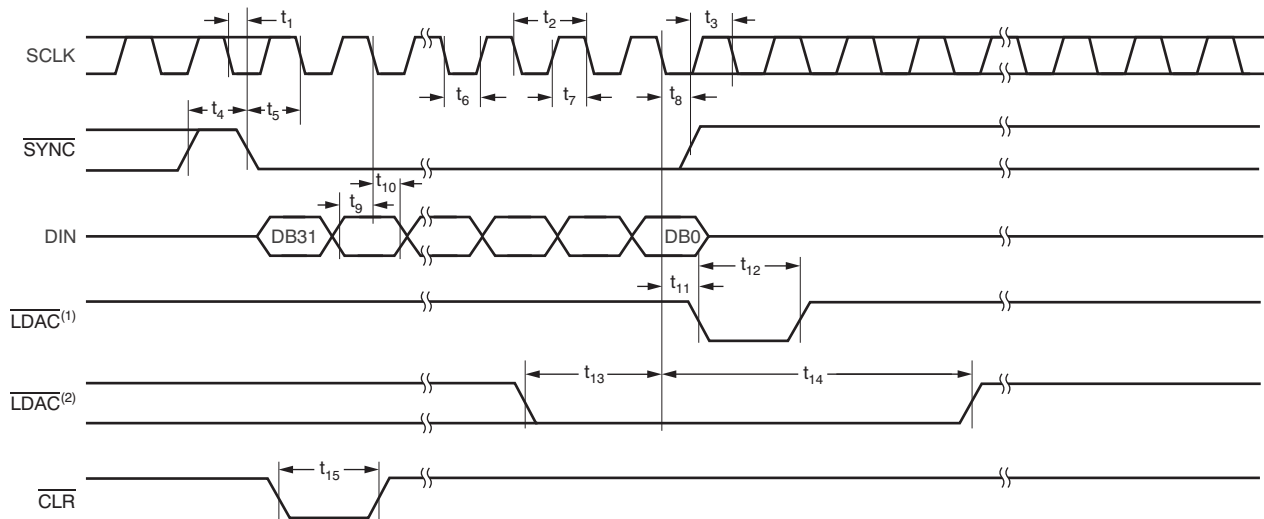 t1
t2
t3
SCLK
t6
t7
t8
t4
t5
SYNC
t10
t9
DIN
DB31
DB0
t12
t11
LDAC(1)
t13
t14
LDAC(2)
t15
CLR